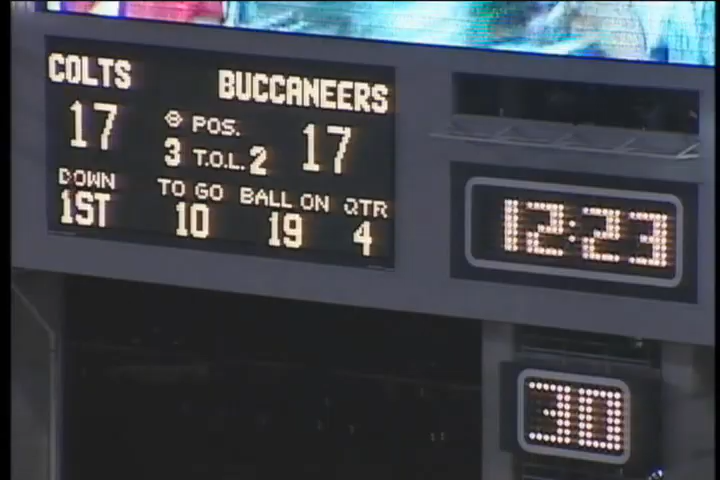 COLTS BUCCANEERS
17 POS. 17
3 T.O.L. 2
DOWN TO GO BALL ON QTR
1ST 10 19 4
12:23
30